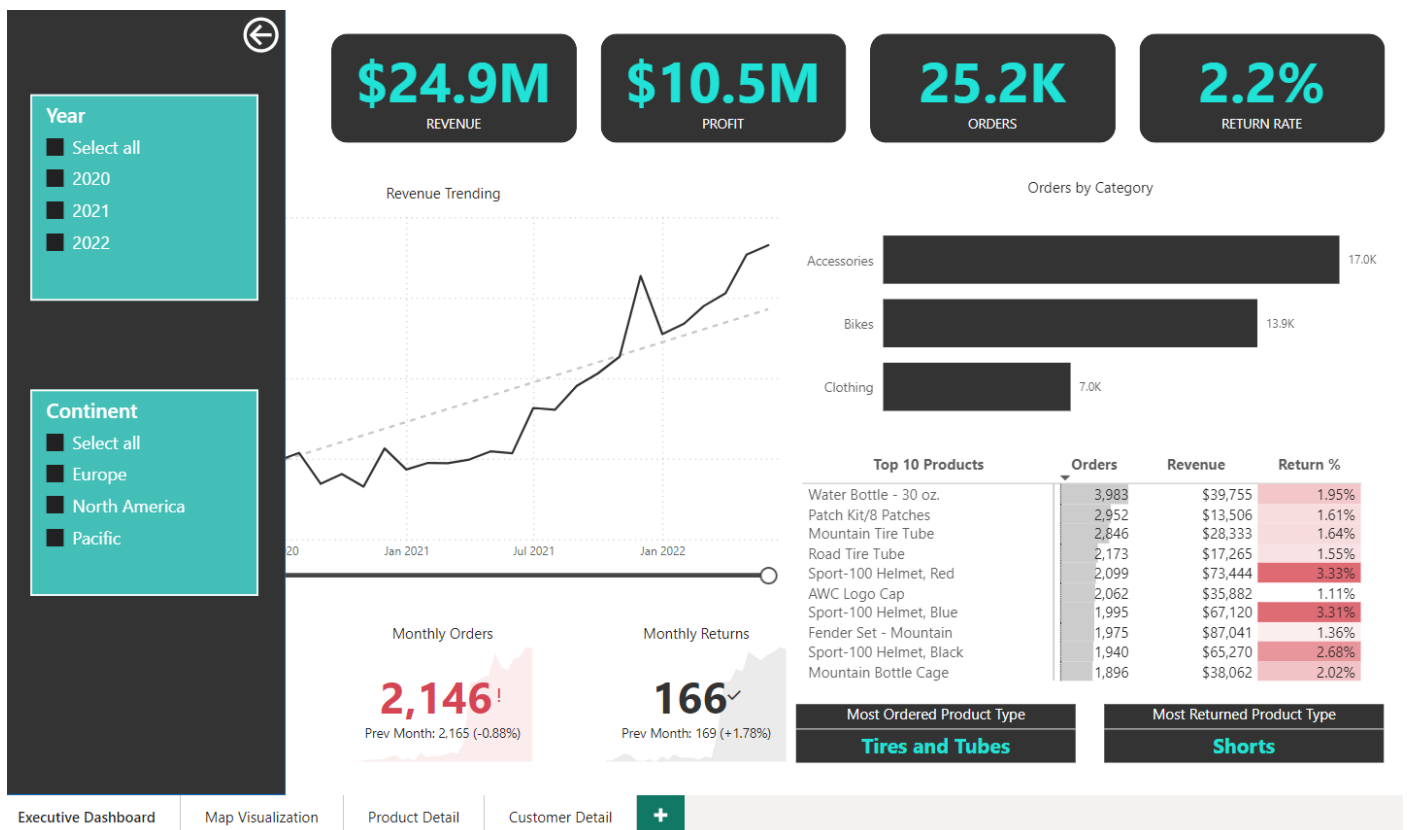 Year
Select all
2020
2021
2022
Continent
Select all
Europe
North America
Pacific
$24.9M
REVENUE
$10.5M
PROFIT
25.2K
ORDERS
2.2%
RETURN RATE
Revenue Trending
20 Jan 2021 Jul 2021 Jan 2022
Orders by Category
Accessories 17.0K
Bikes 13.9K
Clothing 7.0K
Monthly Orders
2,146!
Prev Month: 2,165 (-0.88%)
Monthly Returns
166
Prev Month: 169 (+1.78%)
Top 10 Products Orders Revenue Return %
Water Bottle - 30 oz. 3,983 $39,755 1.95%
Patch Kit/8 Patches 2,952 $13,506 1.61%
Mountain Tire Tube 2,846 $28,333 1.64%
Road Tire Tube 2,173 $17,265 1.55%
Sport-100 Helmet, Red 2,099 $73,444 3.33%
AWC Logo Cap 2,062 $35,882 1.11%
Sport-100 Helmet, Blue 1,995 $67,120 3.31%
Fender Set - Mountain 1,975 $87,041 1.36%
Sport-100 Helmet, Black 1,940 $65,270 2.68%
Mountain Bottle Cage 1,896 $38,062 2.02%
Most Ordered Product Type
Tires and Tubes
Most Returned Product Type
Shorts
Executive Dashboard Map Visualization Product Detail Customer Detail +